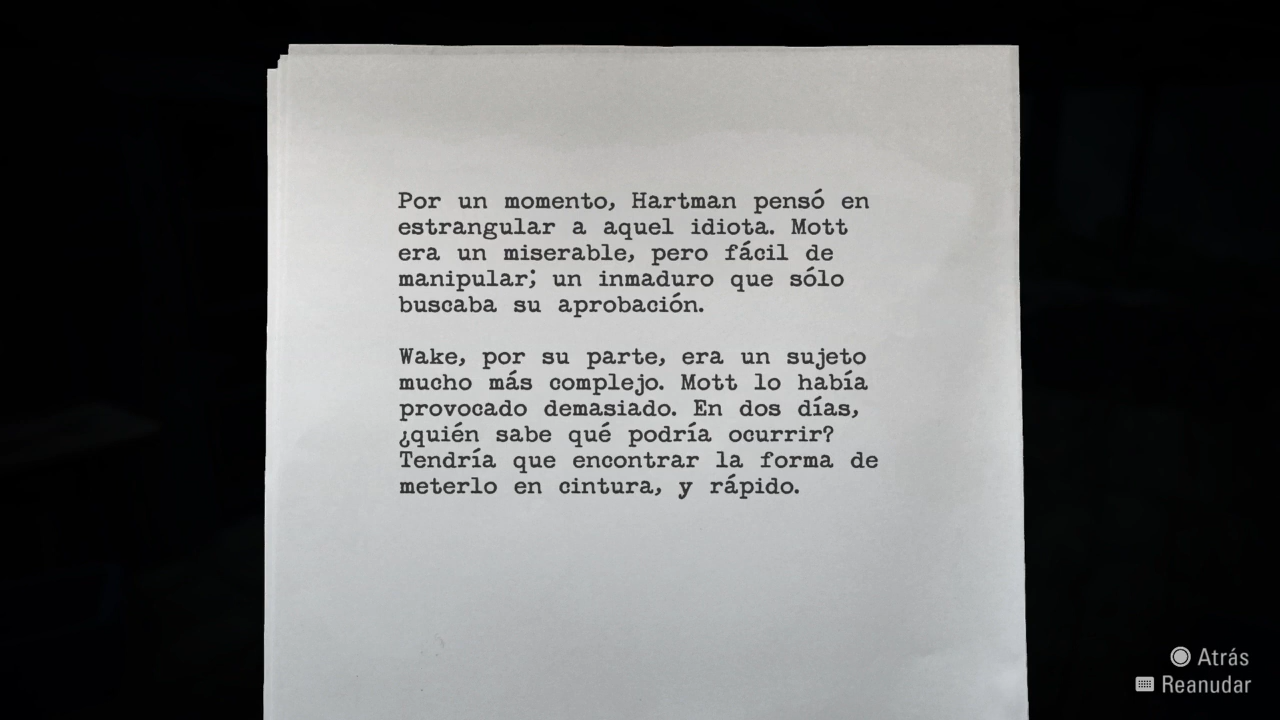 Por un momento, Hartman pensó en
estrangular a aquel idiota. Mott
era un miserable, pero fácil de
manipular; un inmaduro que sólo
buscaba su aprobación.
Wake, por su parte, era un sujeto
mucho más complejo. Mott lo había
provocado demasiado. En dos días,
¿quién sabe qué podría ocurrir?
Tendría que encontrar la forma de
meterlo en cintura, y rápido.
Atrás
Reanudar